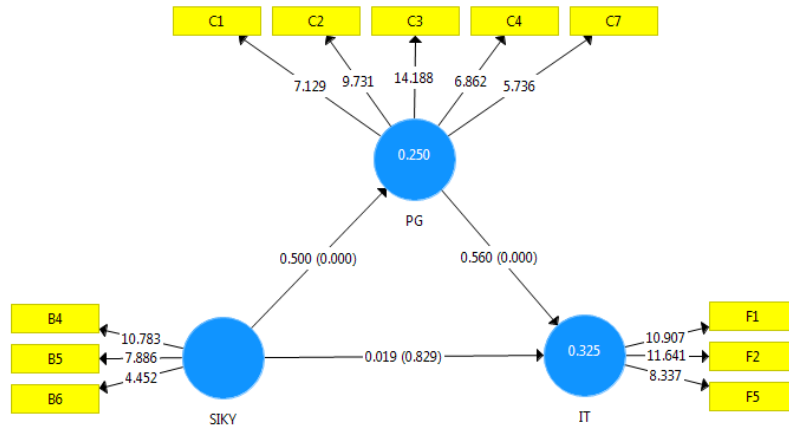 C1 C2 C3 C4 C7
7.129 9.731 14.188 6.862 5.736
0.250
PG
0.500 (0.000) 0.560 (0.000)
B4
B5
B6
10.783
7.886
4.452
SIKY
0.019 (0.829)
0.325
IT
10.907
11.641
8.337
F1
F2
F5